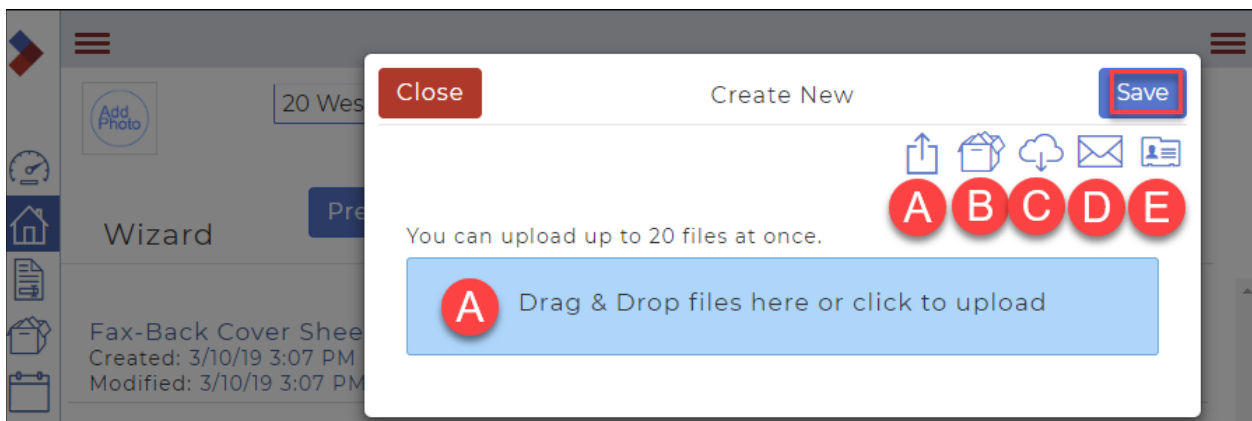 Close
Create New
Save
Add
Photo
20 Wes
A B C D E
Wizard
Pre
You can upload up to 20 files at once.
A
Drag & Drop files here or click to upload
Fax-Back Cover Shee
Created: 3/10/19 3:07 PM
Modified: 3/10/19 3:07 PM